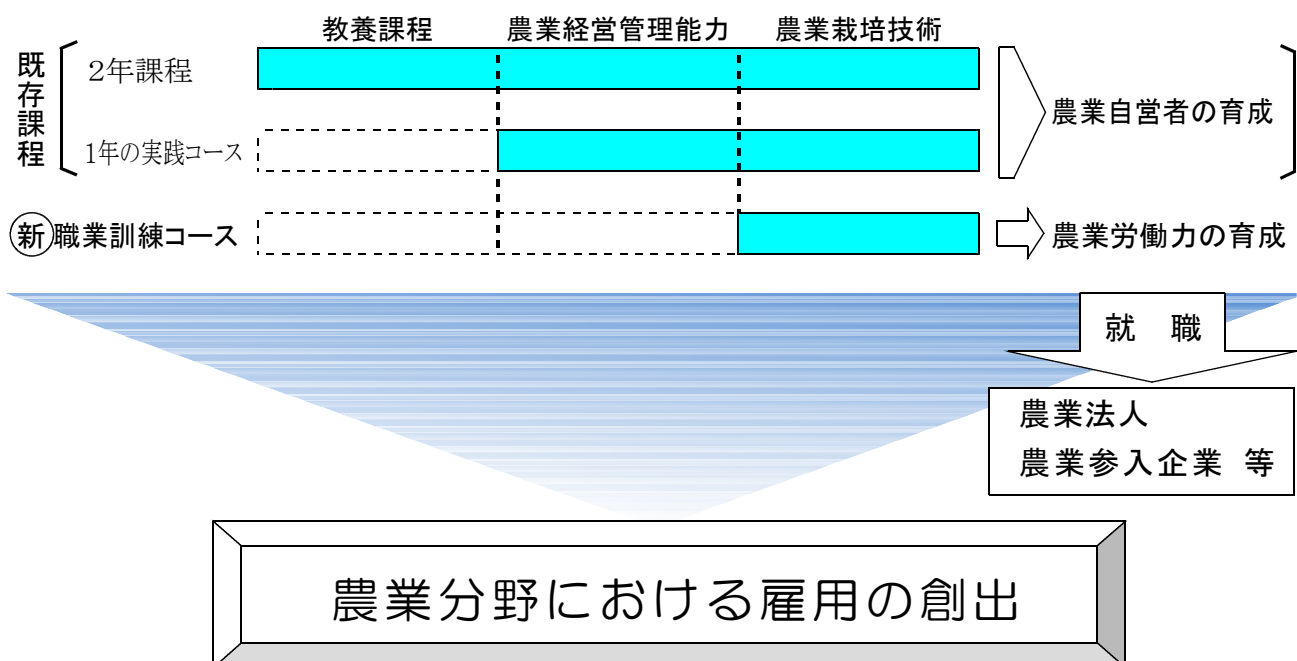 教養課程 農業経営管理能力 農業栽培技術
既存課程
2年課程
農業自営者の育成
1年の実践コース
新 職業訓練コース
農業労働力の育成
就 職
農業法人
農業参入企業 等
農業分野における雇用の創出